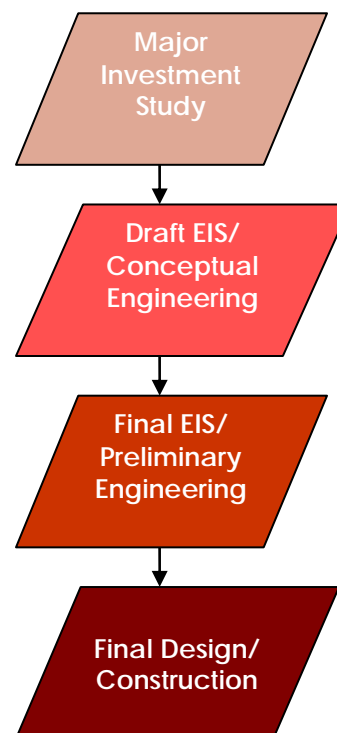 Major
Investment
Study
Draft EIS/
Conceptual
Engineering
Final EIS/
Preliminary
Engineering
Final Design/
Construction